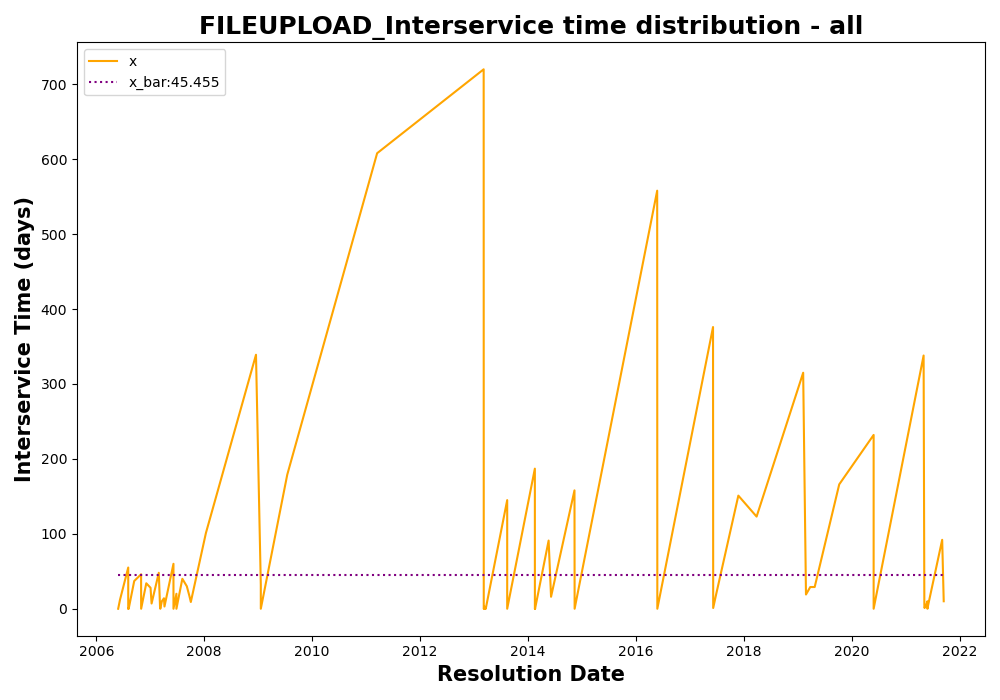 FILEUPLOAD_Interservice time distribution - all
x
x_bar:45.455
Interservice Time (days)
700
600
500
400
300
200
100
0
2006 2008 2010 2012 2014 2016 2018 2020 2022
Resolution Date